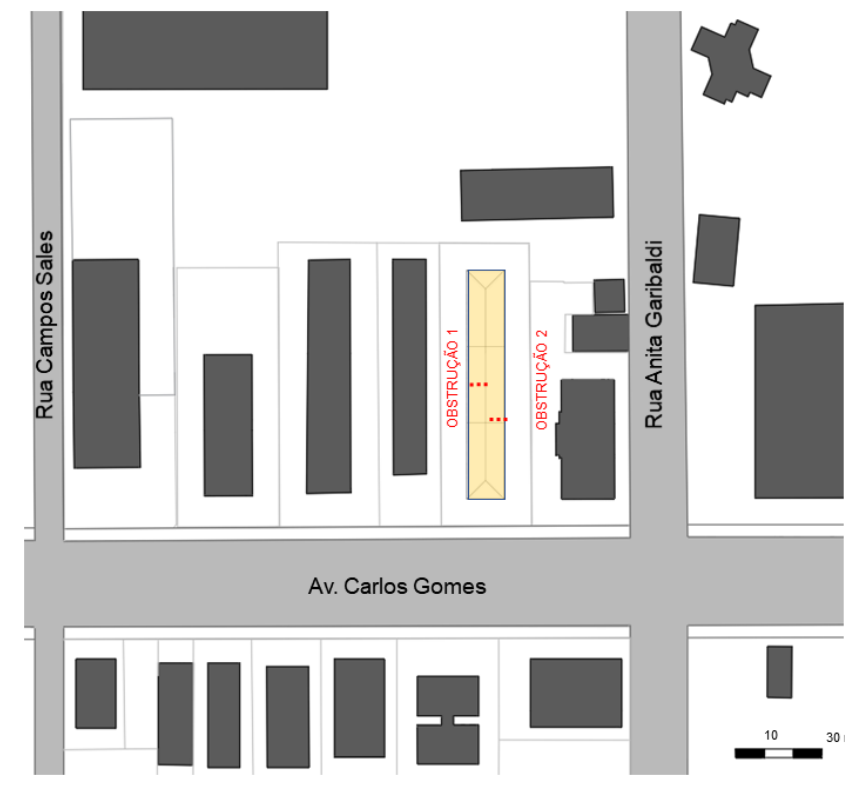 Rua Campos Sales
OBSTRUÇÃO 1
OBSTRUÇÃO 2
Rua Anita Garibaldi
Av. Carlos Gomes
10
30